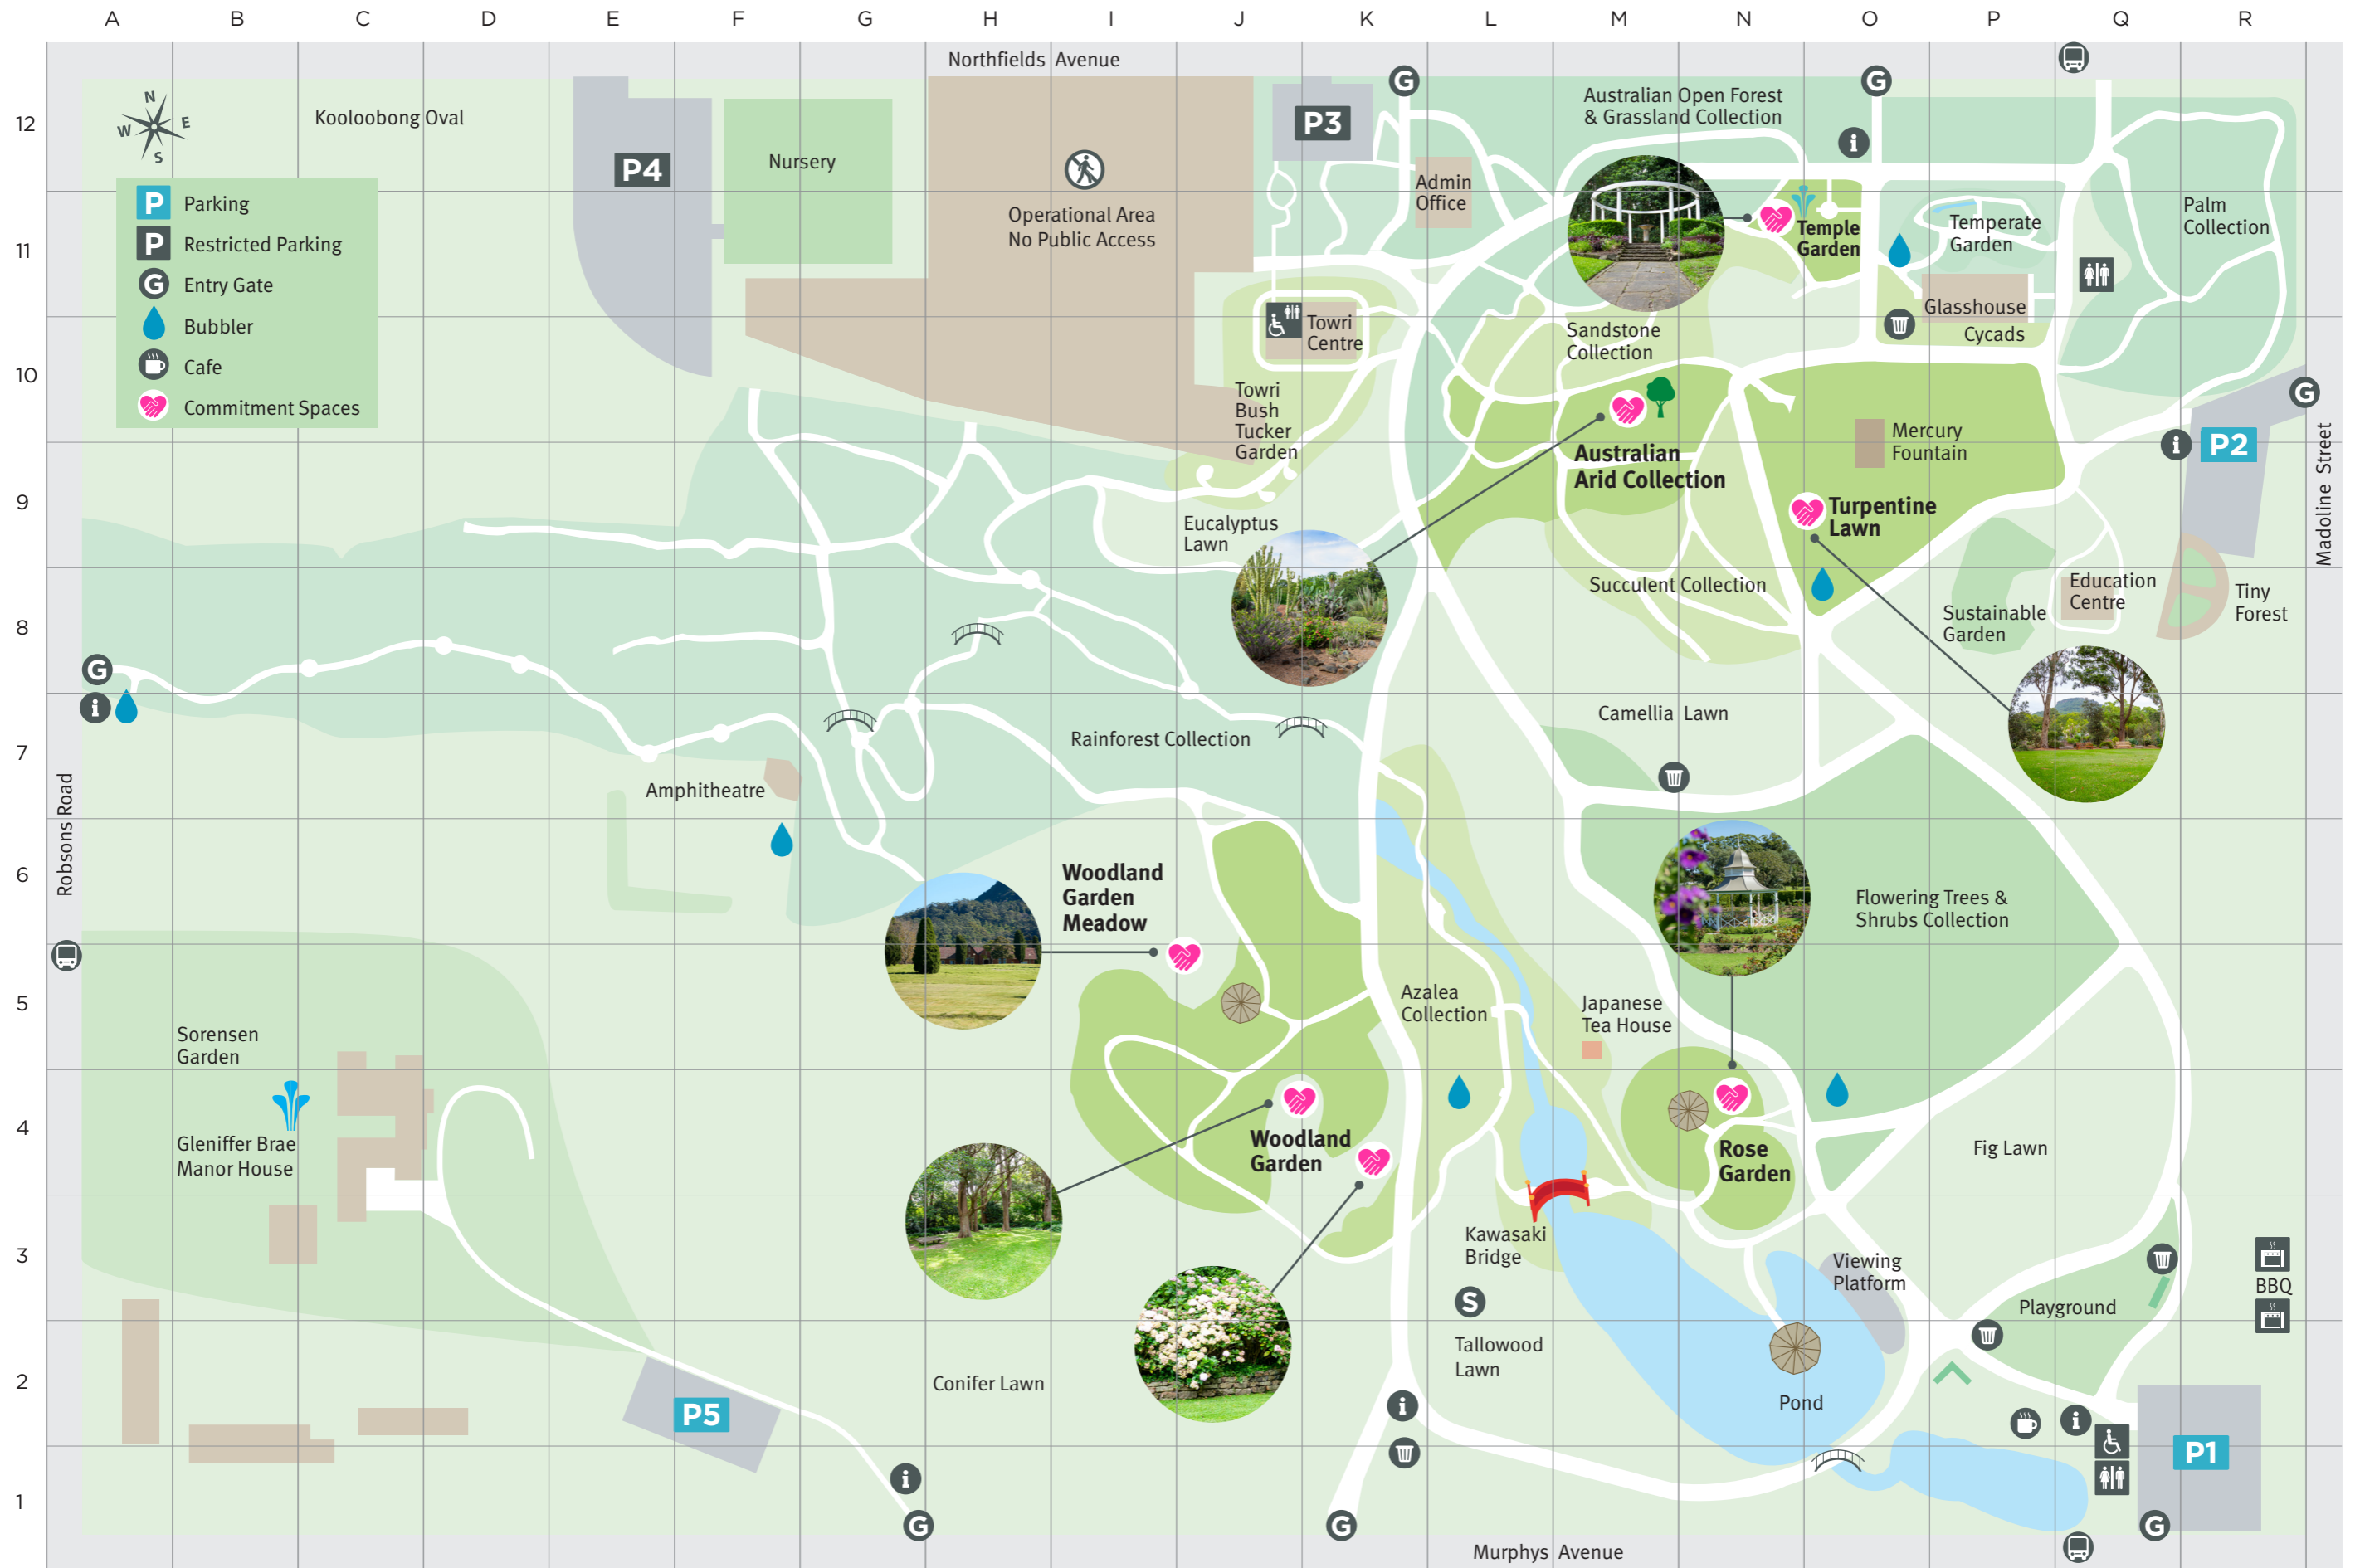 A B C D E F G H I J K L M N O P Q R
Northfields Avenue
12
Kooloobong Oval
N
W E
S
P4
Nursery
P3
G
G
Australian Open Forest
& Grassland Collection
i
P Parking
P Restricted Parking
G Entry Gate
Bubbler
Cafe
Commitment Spaces
11
Operational Area
No Public Access
Admin
Office
Temple
Garden
Temperate
Garden
Palm
Collection
Glasshouse
Cycads
10
Towri
Centre
Sandstone
Collection
Towri
Bush
Tucker
Garden
G
Mercury
Fountain
i
P2
Madoline Street
Australian
Arid Collection
9
Eucalyptus
Lawn
Turpentine
Lawn
8
Succulent Collection
Sustainable
Garden
Education
Centre
Tiny
Forest
G
i
7
Camellia Lawn
Rainforest Collection
Amphitheatre
Robsons Road
6
Woodland
Garden
Meadow
Flowering Trees &
Shrubs Collection
5
Azalea
Collection
Japanese
Tea House
Sorensen
Garden
4
Gleniffer Brae
Manor House
Woodland
Garden
Rose
Garden
Fig Lawn
3
Kawasaki
Bridge
Viewing
Platform
BBQ
Playground
S
Tallowood
Lawn
2
Conifer Lawn
P5
Pond
i
i
P1
1
i
G
G
G
Murphys Avenue